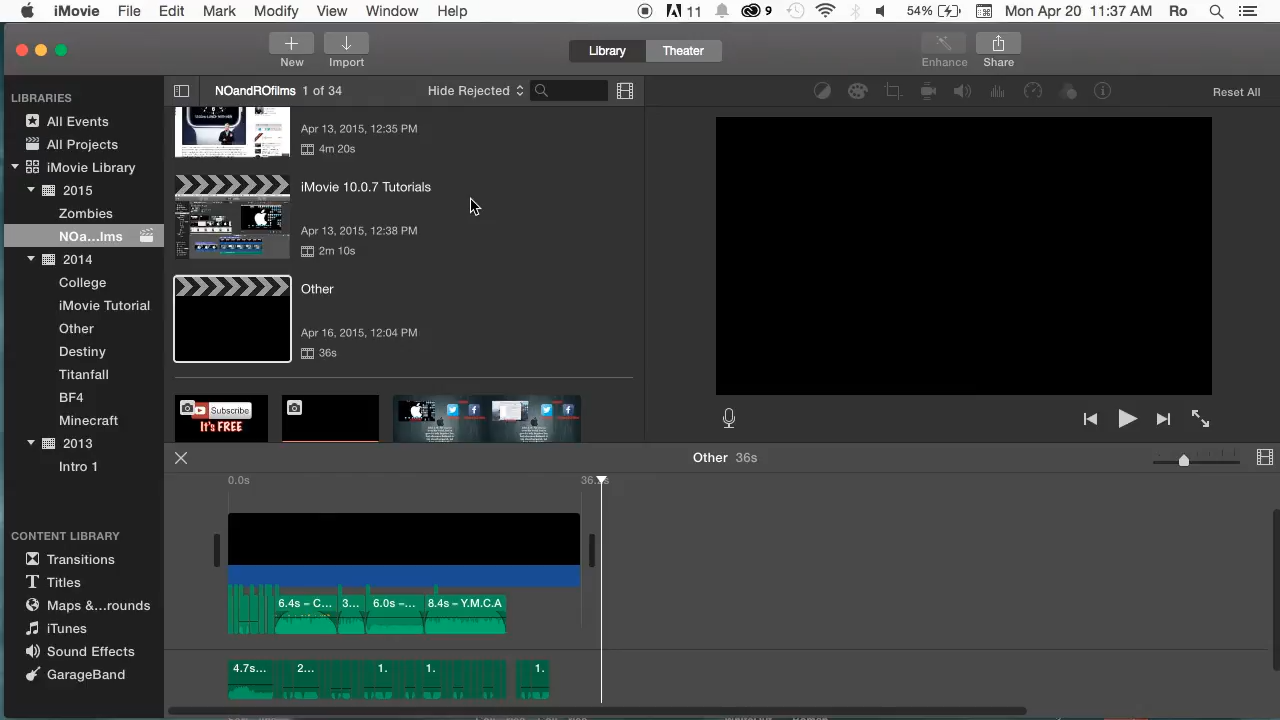 iMovie File Edit Mark Modify View Window Help 11 9 54% Mon Apr 20 11:37 AM Ro
New Import Library Theater Enhance Share
LIBRARIES
All Events
All Projects
iMovie Library
2015
Zombies
NOa...lms
2014
College
iMovie Tutorial
Other
Destiny
Titanfall
BF4
Minecraft
2013
Intro 1
CONTENT LIBRARY
Transitions
T Titles
Maps &...rounds
iTunes
Sound Effects
GarageBand
NOandROfilms 1 of 34 Hide Rejected
Reset All
Apr 13, 2015, 12:35 PM
4m 20s
iMovie 10.0.7 Tutorials
Apr 13, 2015, 12:38 PM
2m 10s
Other
Apr 16, 2015, 12:04 PM
36s
Subscribe
It's FREE
Other 36s
0.0s
6.4s – C... 3... 6.0s –... 8.4s – Y.M.C.A
4.7s... 2... 1. 1. 1.